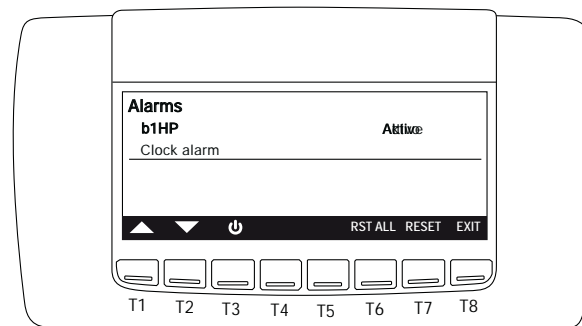 Alarms
b1HP
Clock alarm
RST ALL RESET EXIT
T1 T2 T3 T4 T5 T6 T7 T8